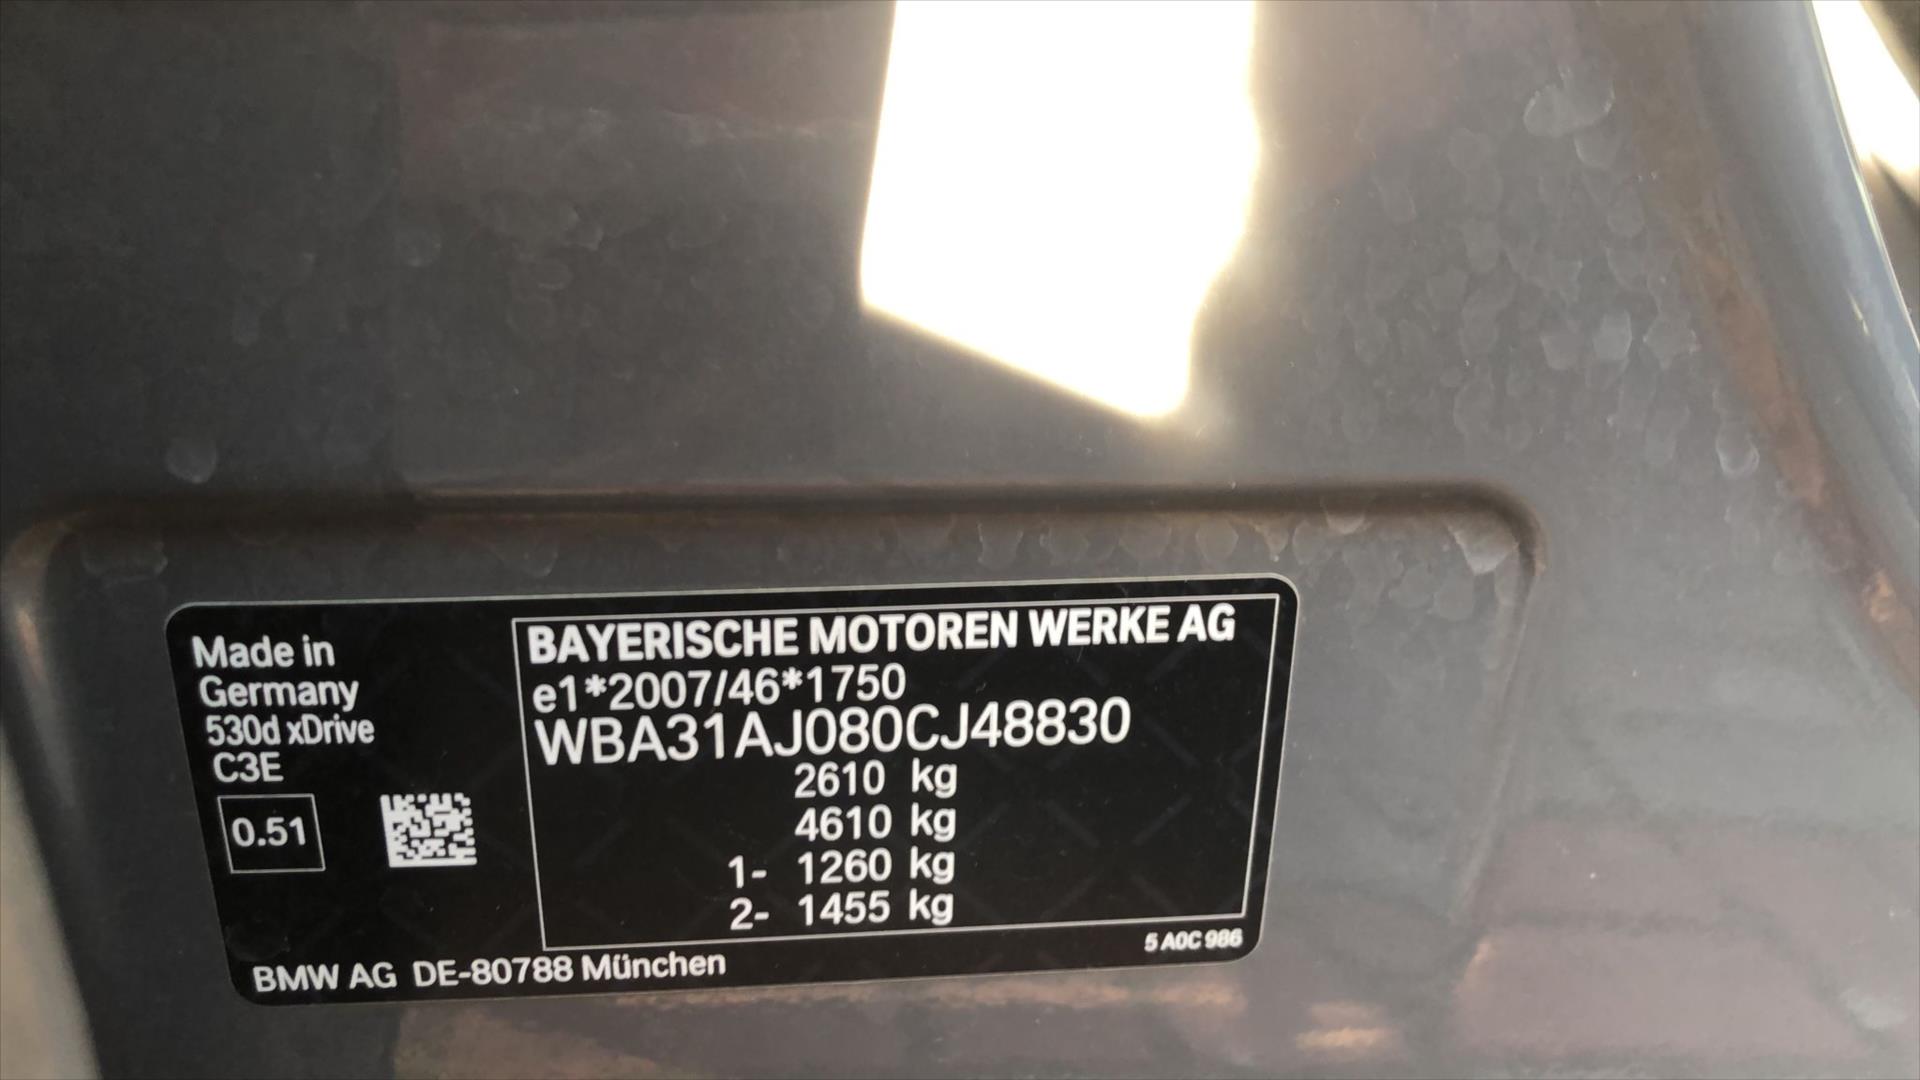 Made in
Germany
530d xDrive
C3E
0.51
BAYERISCHE MOTOREN WERKE AG
e1*2007/46*1750
WBA31AJ080CJ48830
2610 kg
4610 kg
1- 1260 kg
2- 1455 kg
5 A0C 986
BMW AG DE-80788 München